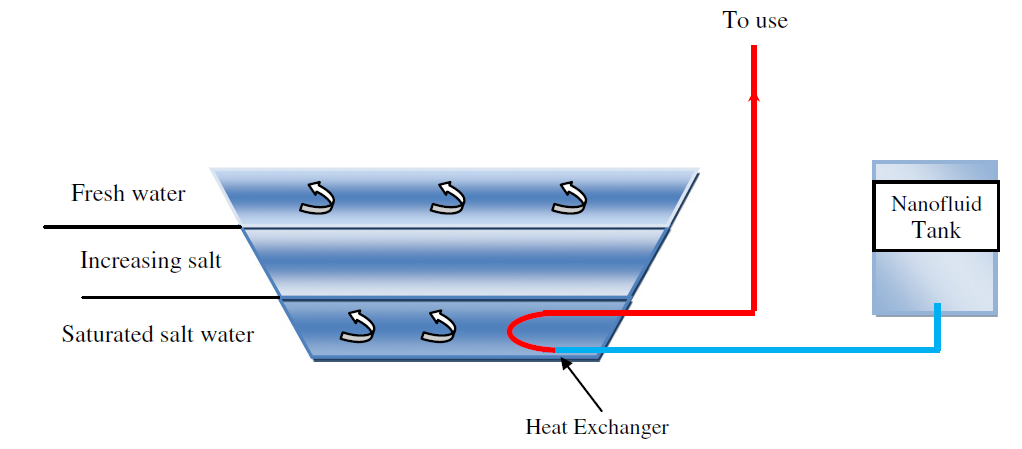 To use
Fresh water
Nanofluid
Tank
Increasing salt
Saturated salt water
Heat Exchanger